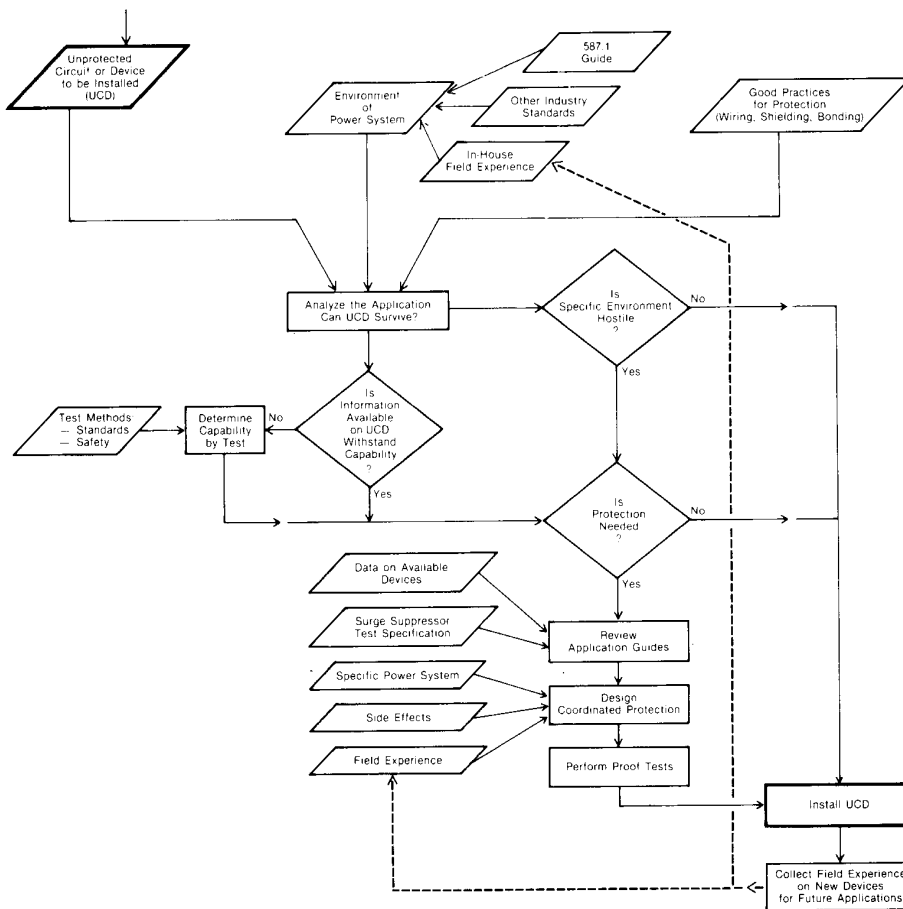 Unprotected
Circuit or Device
to be Installed
(UCD)
587.1
Guide
Environment
of
Power System
Other Industry
Standards
In-House
Field Experience
Good Practices
for Protection
(Wiring, Shielding, Bonding)
Analyze the Application
Can UCD Survive?
Is
Specific Environment
Hostile
?
No
Yes
Test Methods
— Standards
— Safety
Determine
Capability
by Test
No
Is
Information
Available
on UCD
Withstand
Capability
?
Yes
Is
Protection
Needed
?
No
Yes
Data on Available
Devices
Surge Suppressor
Test Specification
Review
Application Guides
Specific Power System
Side Effects
Field Experience
Design
Coordinated Protection
Perform Proof Tests
Install UCD
Collect Field Experience
on New Devices
for Future Applications